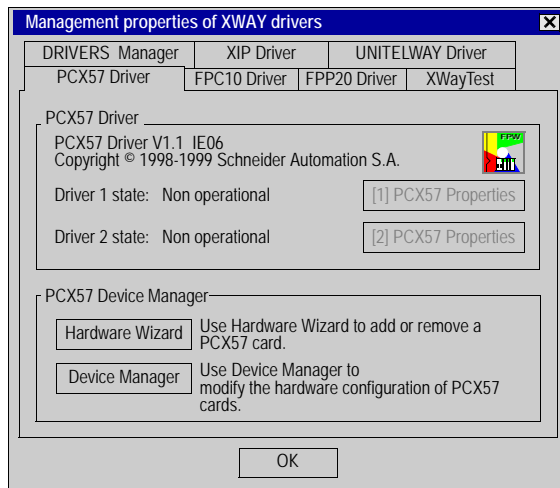 Management properties of XWAY drivers
DRIVERS Manager
XIP Driver
UNITELWAY Driver
PCX57 Driver
FPC10 Driver
FPP20 Driver
XWayTest
PCX57 Driver
PCX57 Driver V1.1 IE06
Copyright © 1998-1999 Schneider Automation S.A.
FPW
Driver 1 state: Non operational
[1] PCX57 Properties
Driver 2 state: Non operational
[2] PCX57 Properties
PCX57 Device Manager
Hardware Wizard
Use Hardware Wizard to add or remove a
PCX57 card.
Device Manager
Use Device Manager to
modify the hardware configuration of PCX57
cards.
OK